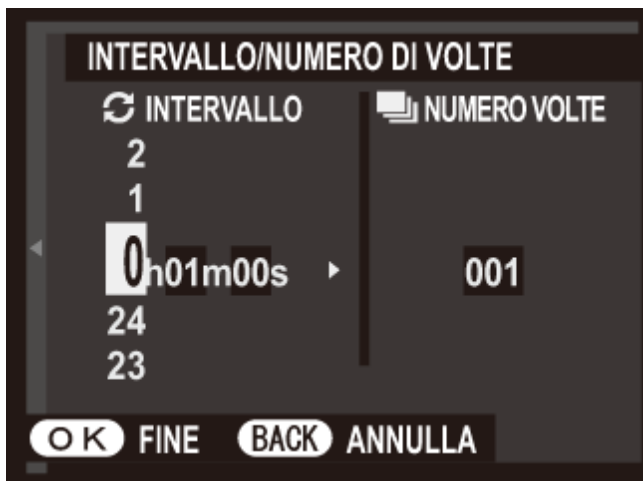 INTERVALLO/NUMERO DI VOLTE
INTERVALLO
NUMERO VOLTE
2
1
0h01m00s
001
24
23
OK FINE BACK ANNULLA